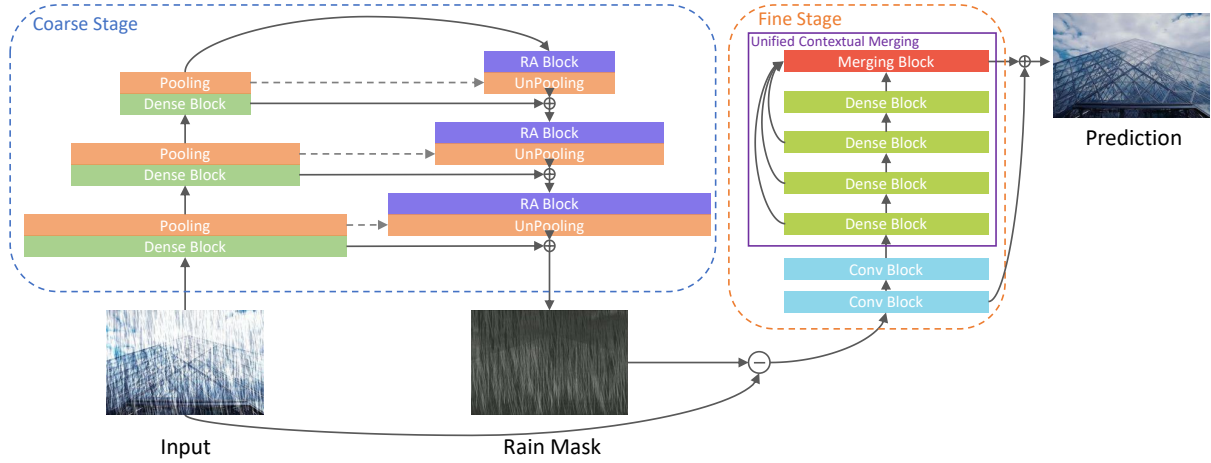 Coarse Stage
RA Block
Pooling
UnPooling
Dense Block
RA Block
Pooling
UnPooling
Dense Block
RA Block
Pooling
UnPooling
Dense Block
Input
Rain Mask
Fine Stage
Unified Contextual Merging
Merging Block
Dense Block
Dense Block
Dense Block
Dense Block
Conv Block
Conv Block
Prediction